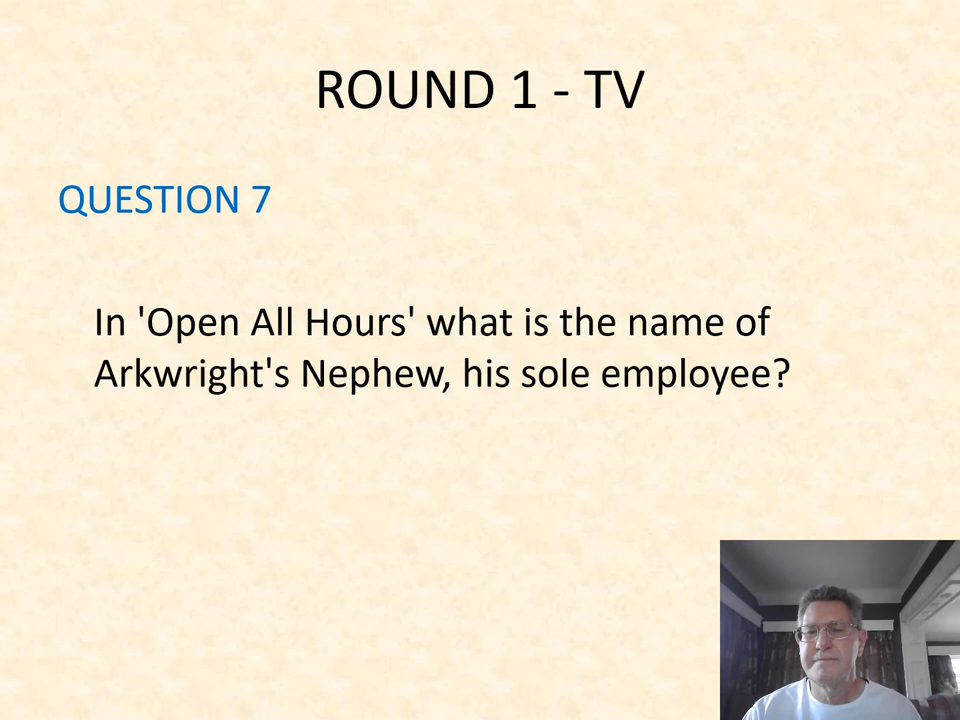 ROUND 1 - TV
QUESTION 7
In 'Open All Hours' what is the name of
Arkwright's Nephew, his sole employee?